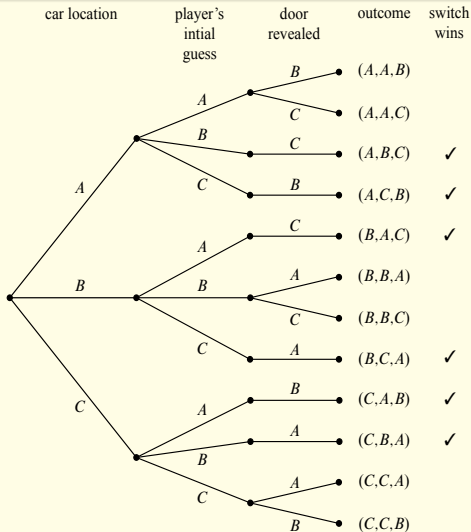 car location player's intial guess door revealed outcome switch wins
B (A,A,B)
A
C (A,A,C)
B C (A,B,C) ✓
A C B (A,C,B) ✓
C (B,A,C) ✓
A
A (B,B,A)
B B
C (B,B,C)
C A (B,C,A) ✓
C A B (C,A,B) ✓
B A (C,B,A) ✓
C A (C,C,A)
B (C,C,B)